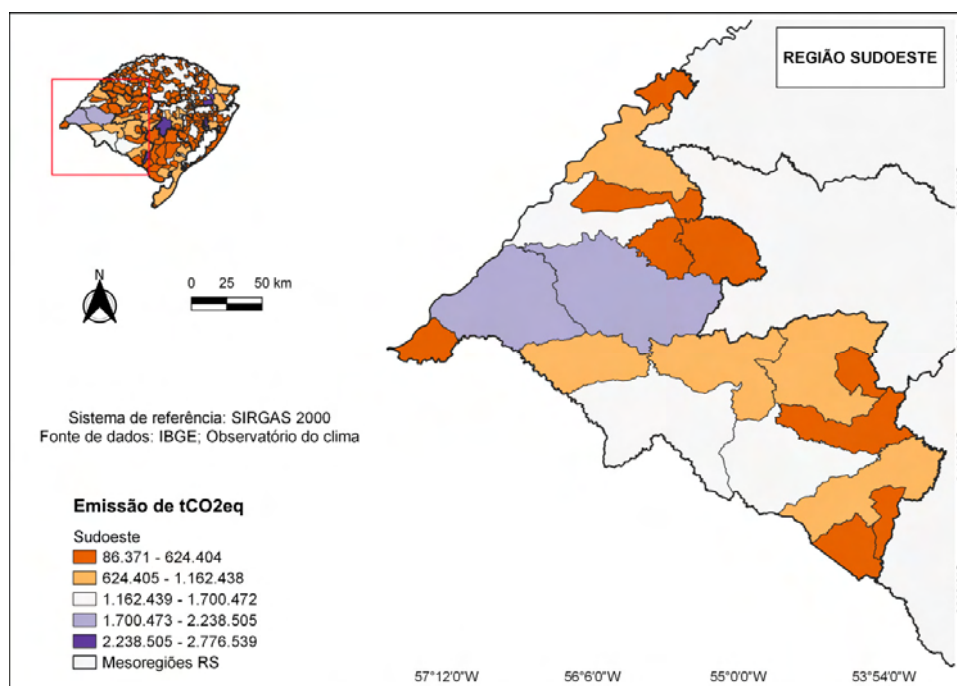 REGIÃO SUDOESTE
N
0 25 50 km
Sistema de referência: SIRGAS 2000
Fonte de dados: IBGE; Observatório do clima
Emissão de tCO2eq
Sudoeste
86.371 - 624.404
624.405 - 1.162.438
1.162.439 - 1.700.472
1.700.473 - 2.238.505
2.238.505 - 2.776.539
Mesoregiões RS
57°12'0"W 56°6'0"W 55°0'0"W 53°54'0"W